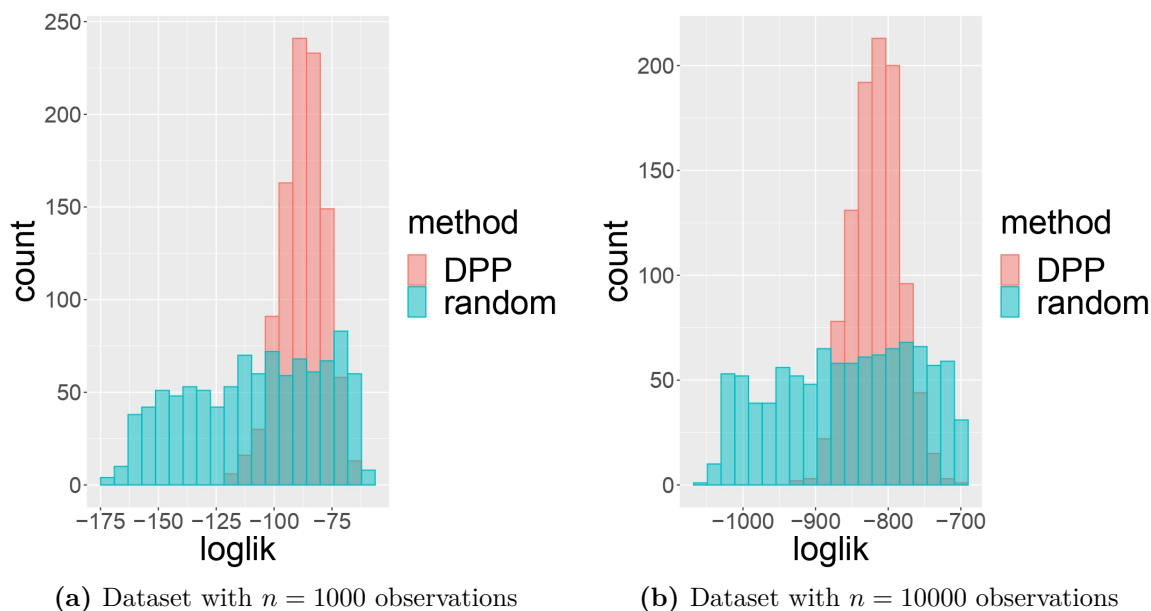 250
200
150
100
50
0
count
−175
−150
−125
−100
−75
loglik
method
DPP
random
(a) Dataset with n = 1000 observations
200
150
100
50
0
count
−1000
−900
−800
−700
loglik
method
DPP
random
(b) Dataset with n = 10000 observations